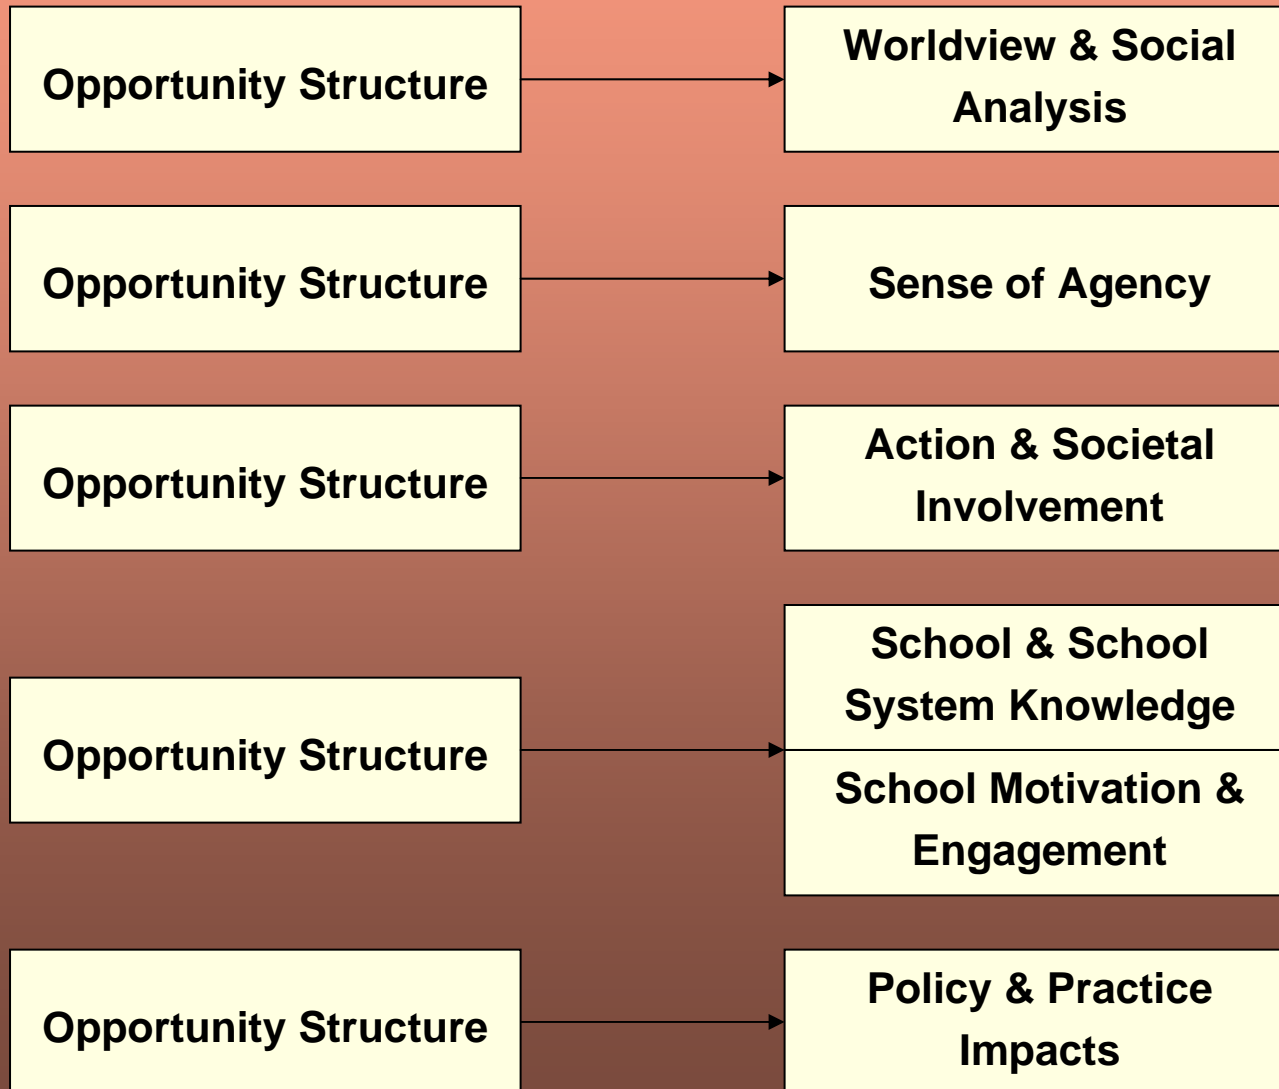 Opportunity Structure
Worldview & Social
Analysis
Opportunity Structure
Sense of Agency
Opportunity Structure
Action & Societal
Involvement
Opportunity Structure
School & School
System Knowledge
School Motivation &
Engagement
Opportunity Structure
Policy & Practice
Impacts